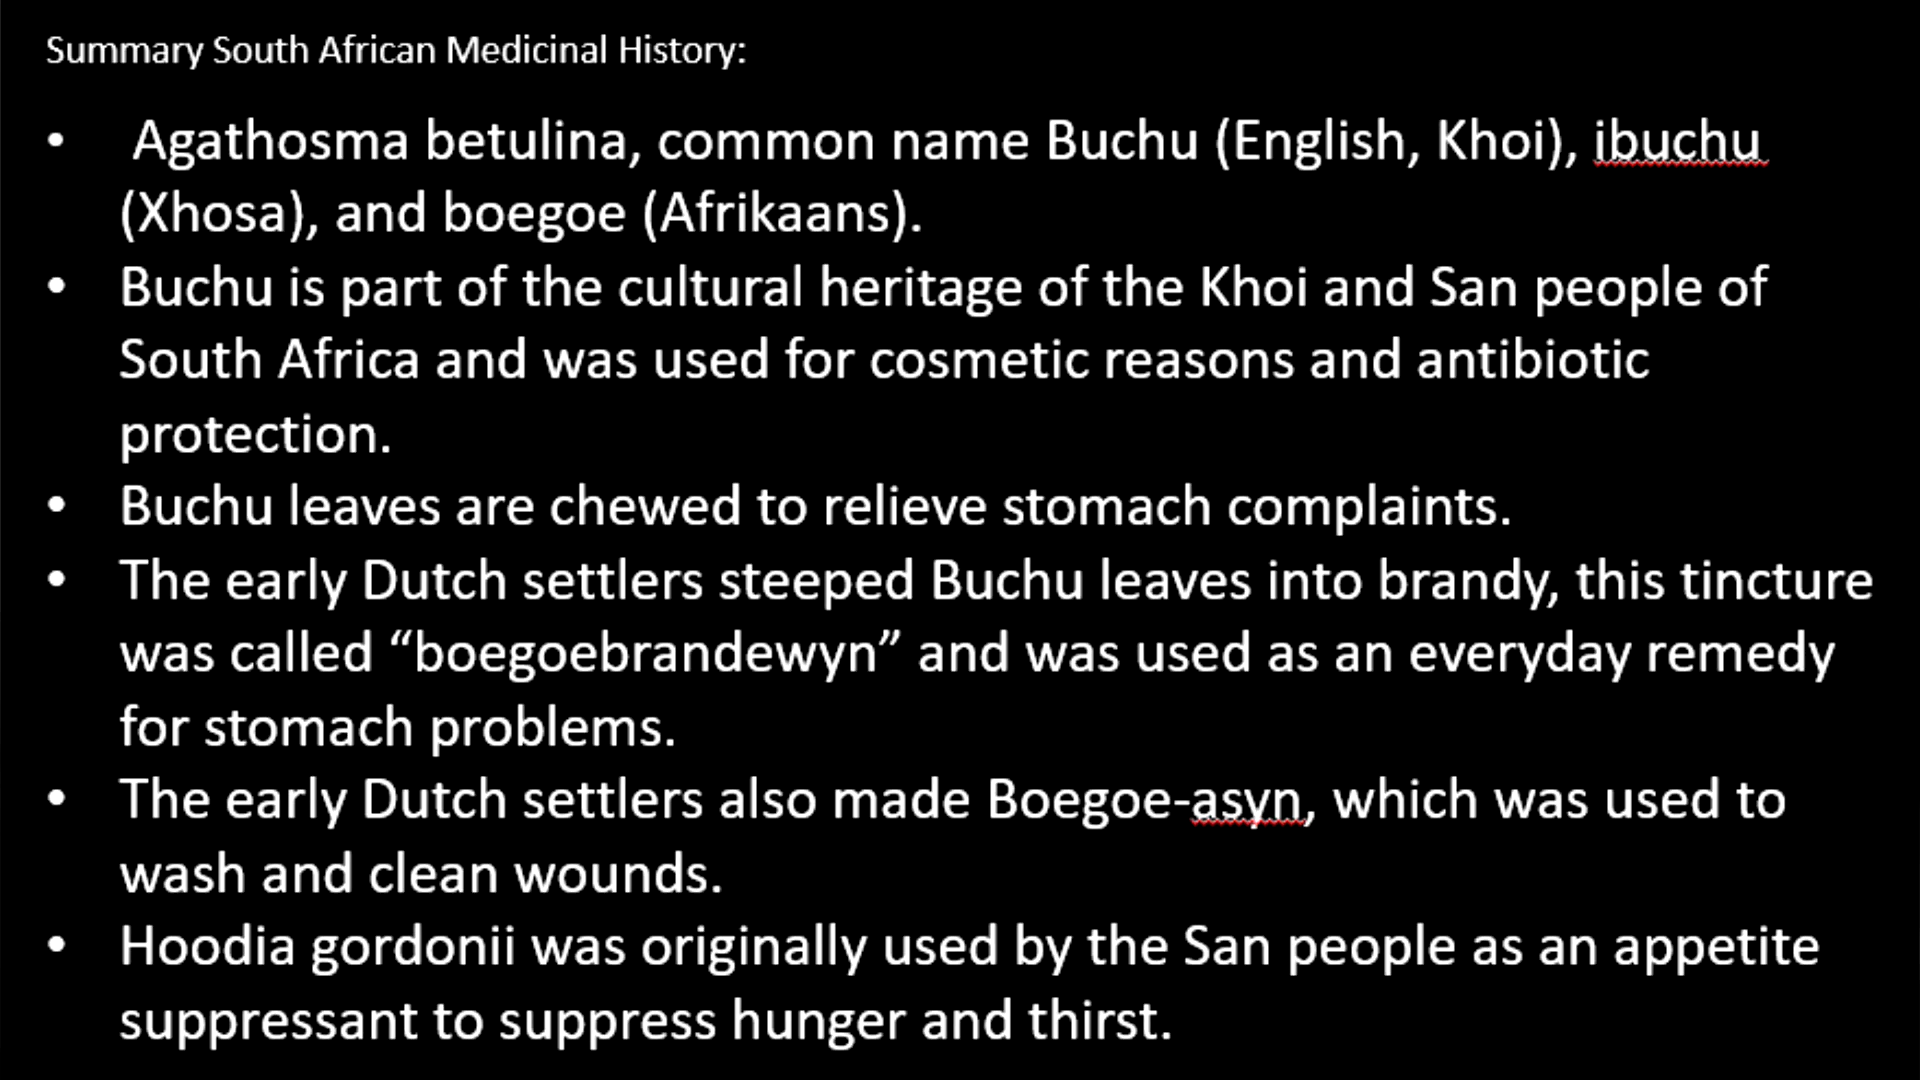 Summary South African Medicinal History:
• Agathosma betulina, common name Buchu (English, Khoi), ibuchu
(Xhosa), and boegoe (Afrikaans).
• Buchu is part of the cultural heritage of the Khoi and San people of
South Africa and was used for cosmetic reasons and antibiotic
protection.
• Buchu leaves are chewed to relieve stomach complaints.
• The early Dutch settlers steeped Buchu leaves into brandy, this tincture
was called “boegoebrandewyn” and was used as an everyday remedy
for stomach problems.
• The early Dutch settlers also made Boegoe-asyn, which was used to
wash and clean wounds.
• Hoodia gordonii was originally used by the San people as an appetite
suppressant to suppress hunger and thirst.